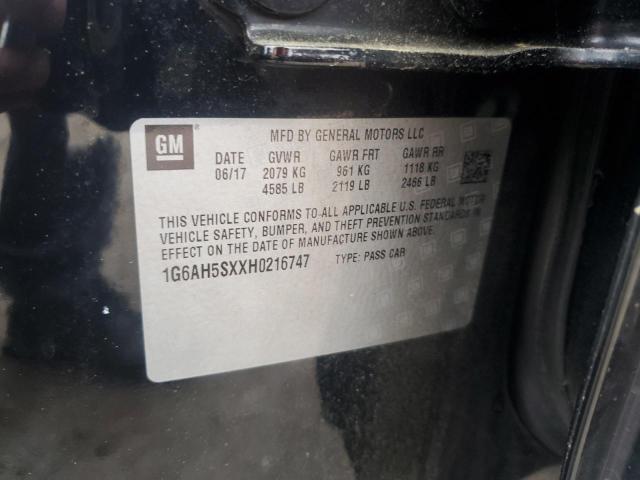 GM ®
MFD BY GENERAL MOTORS LLC
DATE GVWR GAWR FRT GAWR RR
06/17 2079 KG 961 KG 1118 KG
4585 LB 2119 LB 2466 LB
THIS VEHICLE CONFORMS TO ALL APPLICABLE U.S. FEDERAL MOTOR
VEHICLE SAFETY, BUMPER, AND THEFT PREVENTION STANDARDS IN
EFFECT ON THE DATE OF MANUFACTURE SHOWN ABOVE.
1G6AH5SXXH0216747 TYPE: PASS CAR